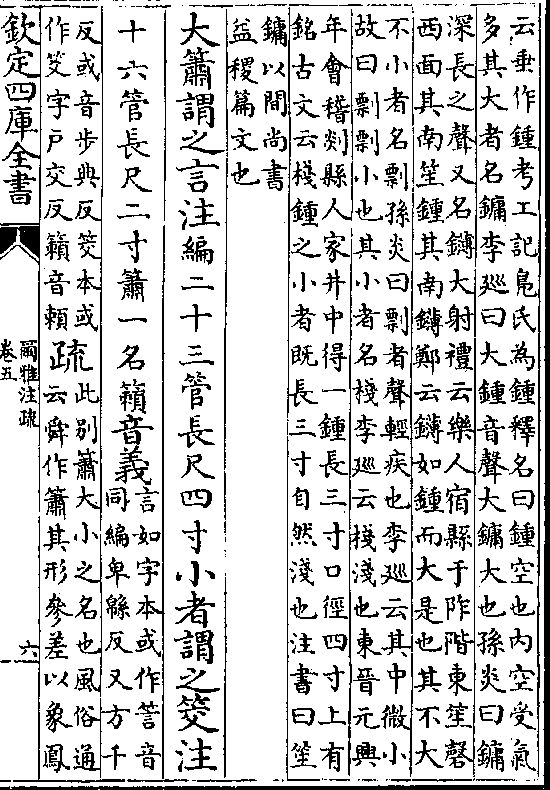 云垂作鍾考工記鳬氏為鍾釋名曰鍾空也内空受氣
多其大者名鏞李廵曰大鍾音聲大鏞大也孫炎曰鏞
深長之聲又名鏄大射禮云樂人宿縣于阼階東笙磬
西面其南笙鍾其南鏄鄭云鏄如鍾而大是也其不大
不小者名剽孫炎曰剽者聲輕疾也李廵云其中微小
故曰剽剽小也其小者名棧李廵云棧淺也東晉元興
年會稽剡縣人家井中得一鍾長三寸口徑四寸上有
銘古文云棧鍾之小者既長三寸自然淺也注書曰笙
鏞以間尚書
益稷篇文也
大簫謂之言注編二十三管長尺四寸小者謂之筊注
十六管長尺二寸簫一名籟音義
言如字本或作䇾音
同編卑緜反又方千
反或音步典反筊本或
作笅字户交反籟音頼
疏
此别簫大小之名也風俗通
云舜作簫其形參差以象鳳
欽定四庫全書
爾雅注疏
卷五
六